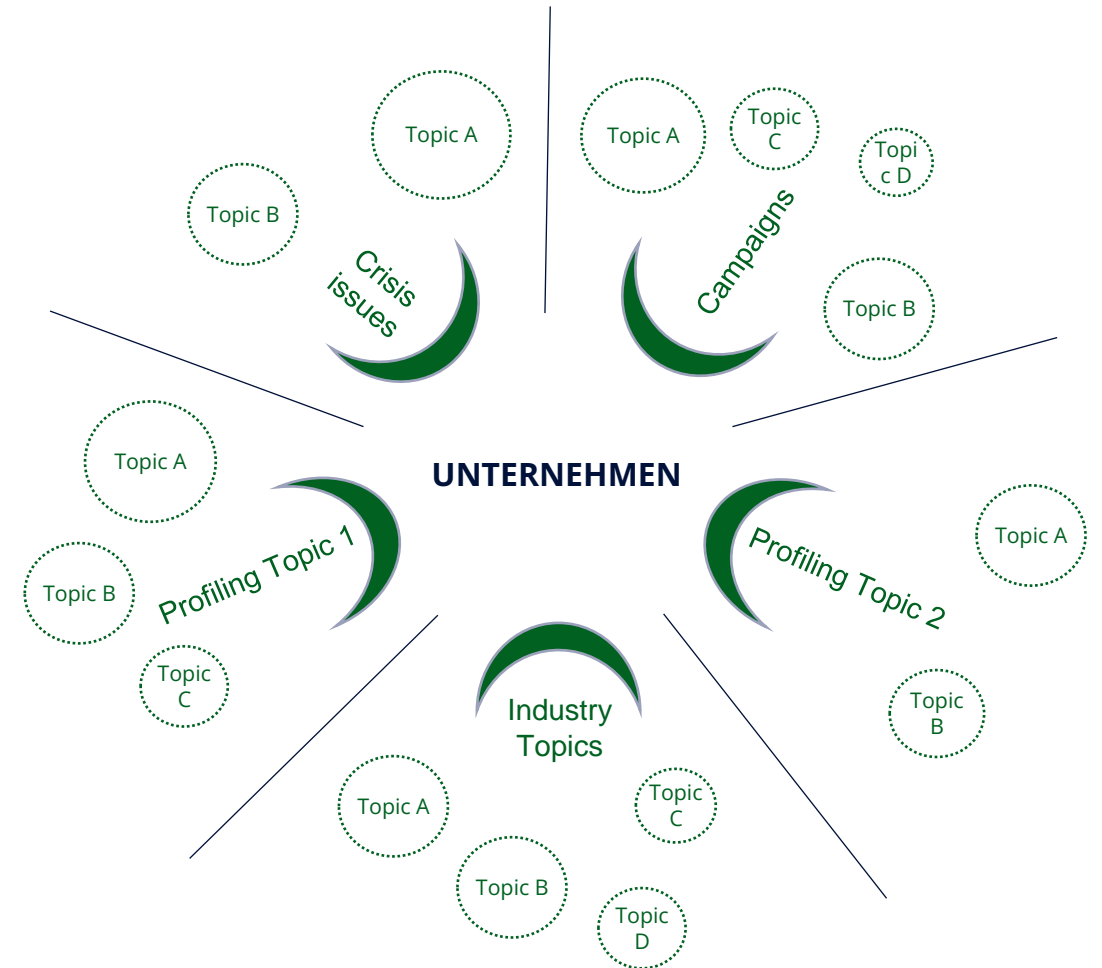 Topic A
Topic B
Crisis
issues
Topic A
Topic
C
Topi
c D
Campaigns
Topic B
UNTERNEHMEN
Topic A
Topic B
Profiling Topic 1
Topic
C
Profiling Topic 2
Topic A
Topic
B
Industry
Topics
Topic A
Topic B
Topic
C
Topic
D